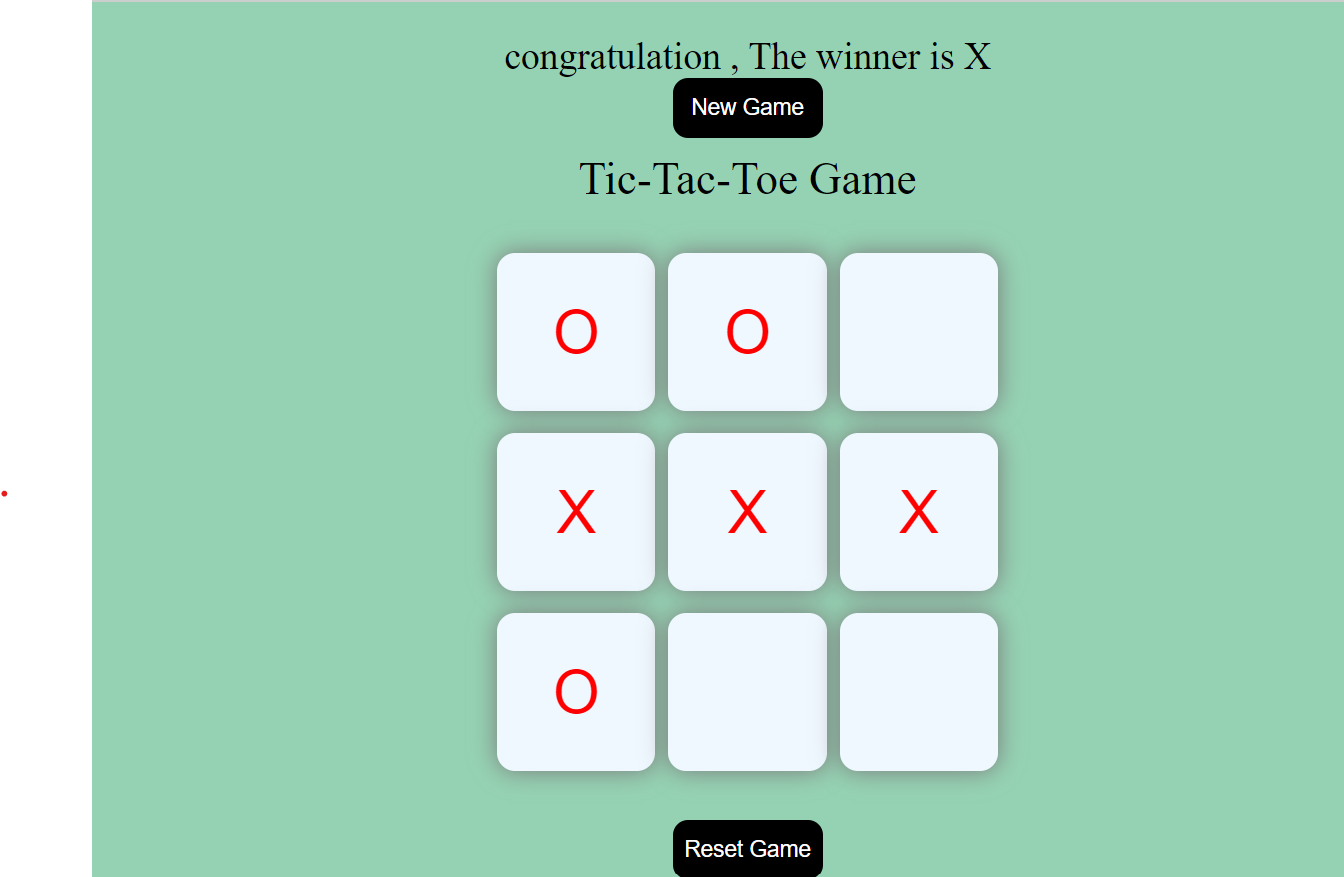 congratulation , The winner is X
New Game
Tic-Tac-Toe Game
O O
X X X
O
Reset Game